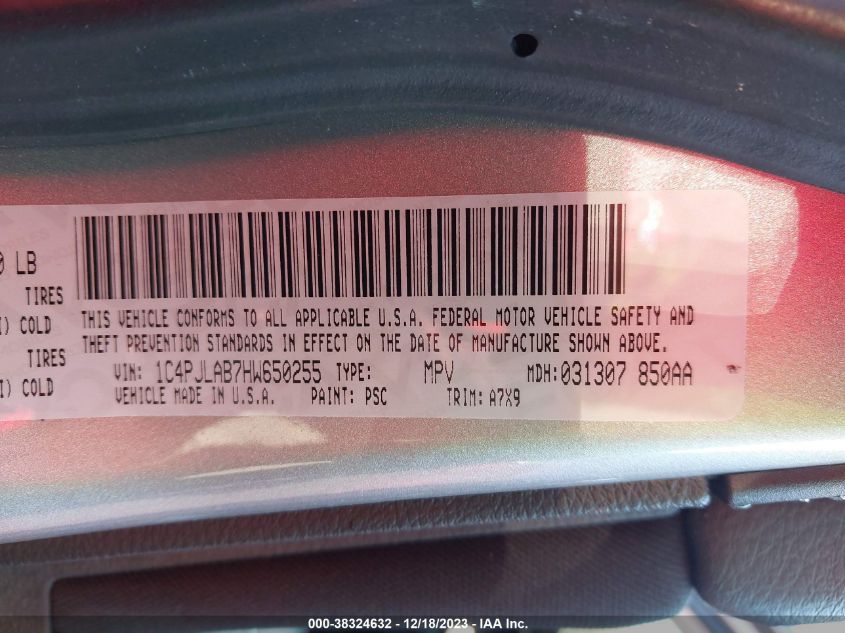 0 LB
TIRES
I) COLD
TIRES
I) COLD
THIS VEHICLE CONFORMS TO ALL APPLICABLE U.S.A. FEDERAL MOTOR VEHICLE SAFETY AND
THEFT PREVENTION STANDARDS IN EFFECT ON THE DATE OF MANUFACTURE SHOWN ABOVE.
VIN: 1C4PJLAB7HW650255 TYPE: MPV MDH:031307 850AA
VEHICLE MADE IN U.S.A. PAINT: PSC TRIM: A7X9
000-38324632 - 12/18/2023 - IAA Inc.